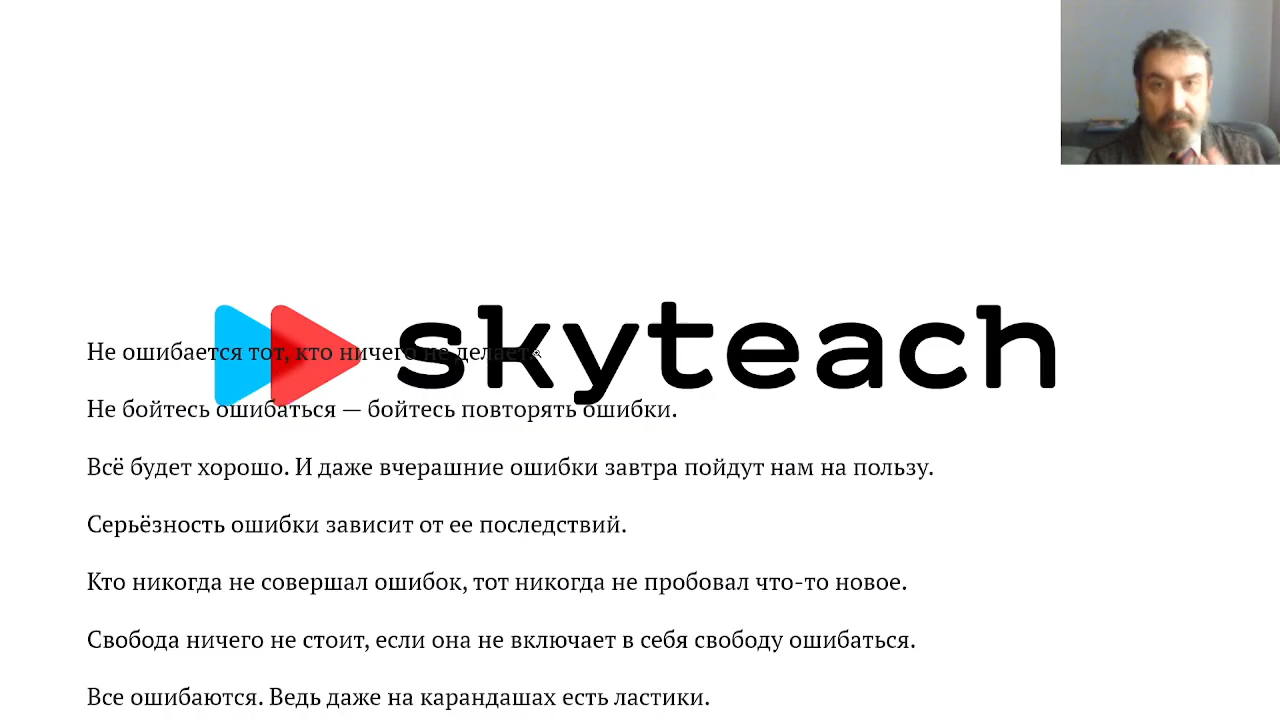 skyteach
Не ошибается тот, кто ничего не делает.
Не бойтесь ошибаться — бойтесь повторять ошибки.
Всё будет хорошо. И даже вчерашние ошибки завтра пойдут нам на пользу.
Серьёзность ошибки зависит от ее последствий.
Кто никогда не совершал ошибок, тот никогда не пробовал что-то новое.
Свобода ничего не стоит, если она не включает в себя свободу ошибаться.
Все ошибаются. Ведь даже на карандашах есть ластики.